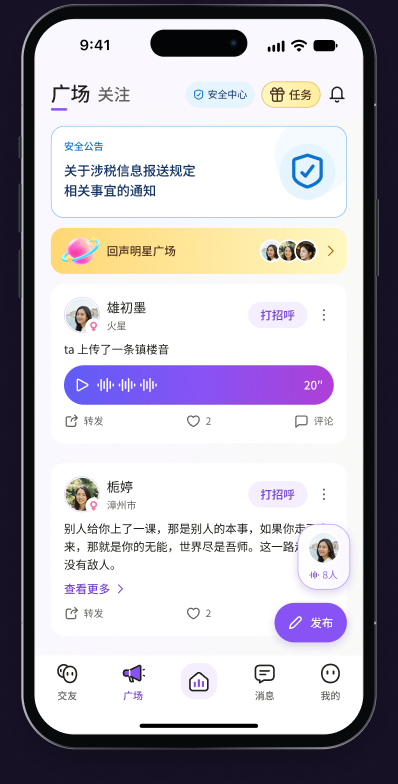 9:41
广场 关注 安全中心 任务
安全公告
关于涉税信息报送规定
相关事宜的通知
回声明星广场
雄初墨
火星
打招呼
ta 上传了一条镇楼音
20"
转发 2 评论
栀婷
漳州市
打招呼
别人给你上了一课，那是别人的本事，如果你走
来，那就是你的无能，世界尽是吾师。这一路
没有敌人。
8人
查看更多
转发 2
发布
交友 广场 消息 我的